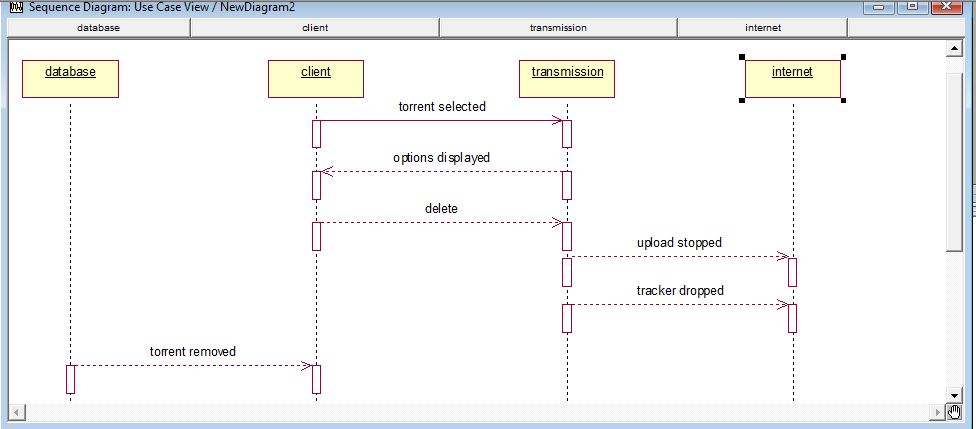 Sequence Diagram: Use Case View / NewDiagram2
database client transmission internet
database client transmission internet
torrent selected
options displayed
delete
upload stopped
tracker dropped
torrent removed